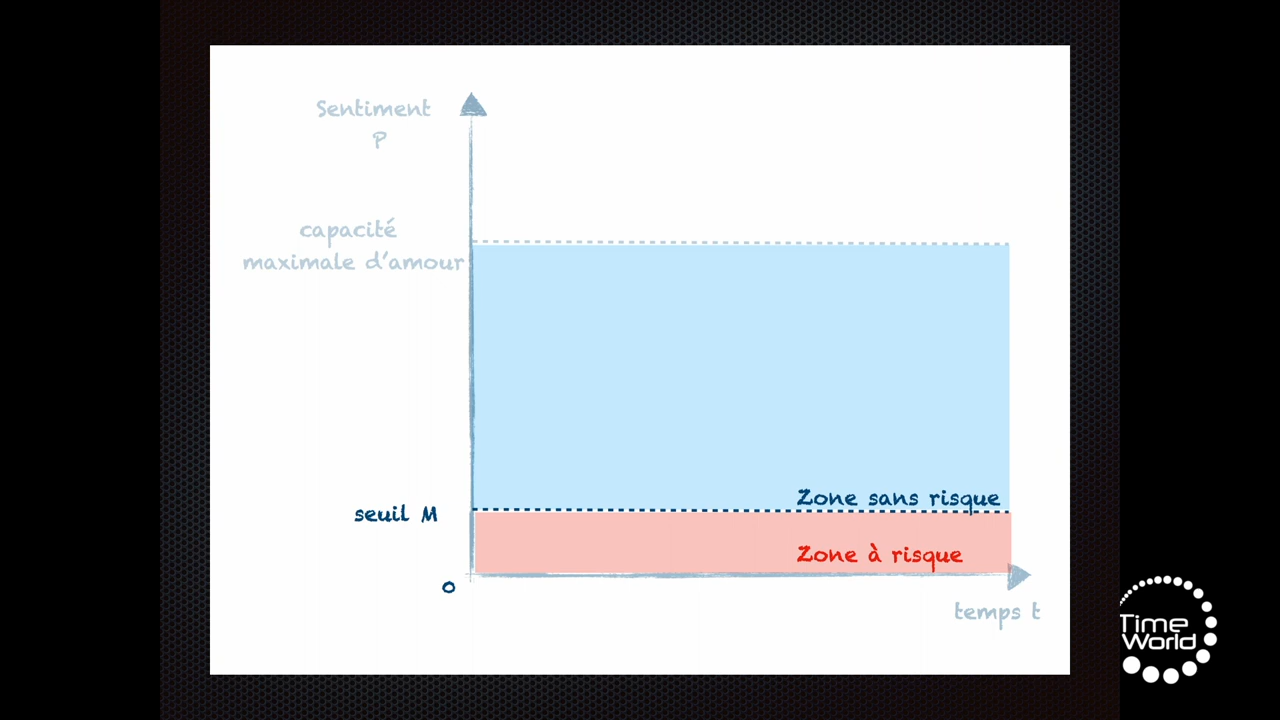 Sentiment
P
capacité
maximale d'amour
Zone sans risque
seuil M
Zone à risque
0
temps t
Time
World